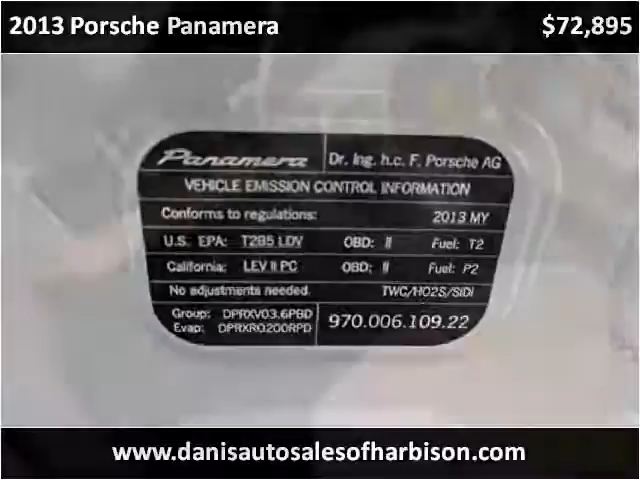 2013 Porsche Panamera $72,895
Panamera Dr. Ing. h.c. F. Porsche AG
VEHICLE EMISSION CONTROL INFORMATION
Conforms to regulations: 2013 MY
U.S. EPA: T2B5 LDV OBD: II Fuel: T2
California: LEV II PC OBD: II Fuel: P2
No adjustments needed. TWC/HO2S/SIDI
Group: DPRXV03.6PBD
Evap: DPRXR0200RPD
970.006.109.22
www.danisautosalesofharbison.com